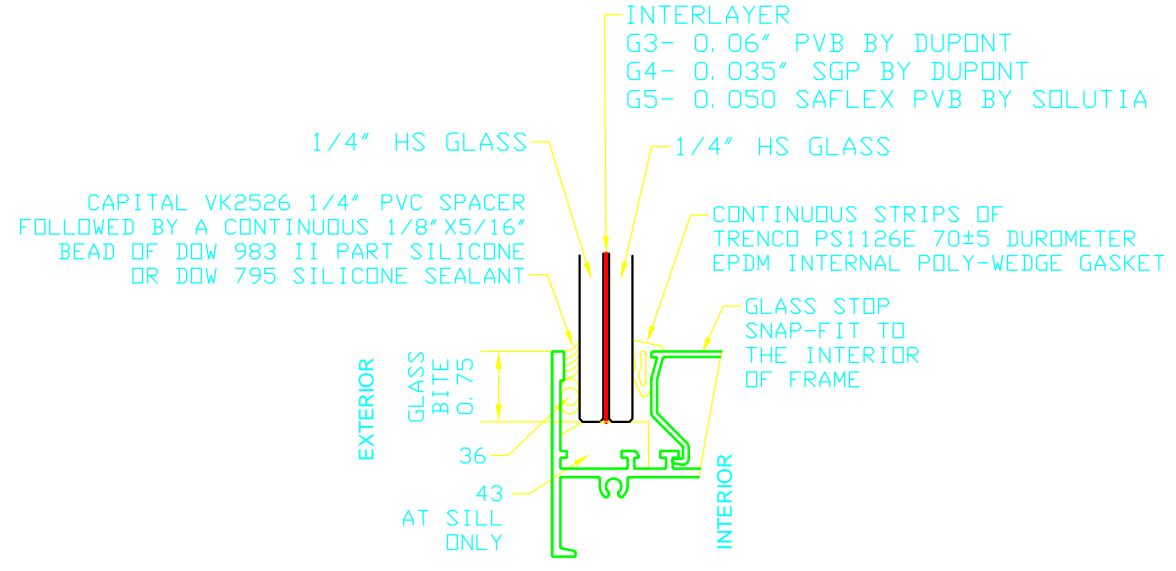 INTERLAYER
G3- 0.06" PVB BY DUPONT
G4- 0.035" SGP BY DUPONT
G5- 0.050 SAFLEX PVB BY SOLUTIA
1/4" HS GLASS
1/4" HS GLASS
CAPITAL VK2526 1/4" PVC SPACER
FOLLOWED BY A CONTINUOUS 1/8"X5/16"
BEAD OF DOW 983 II PART SILICONE
OR DOW 795 SILICONE SEALANT
CONTINUOUS STRIPS OF
TRENCO PS1126E 70±5 DUROMETER
EPDM INTERNAL POLY-WEDGE GASKET
GLASS STOP
SNAP-FIT TO
THE INTERIOR
OF FRAME
EXTERIOR
GLASS
BITE
0.75
36
43
AT SILL
ONLY
INTERIOR